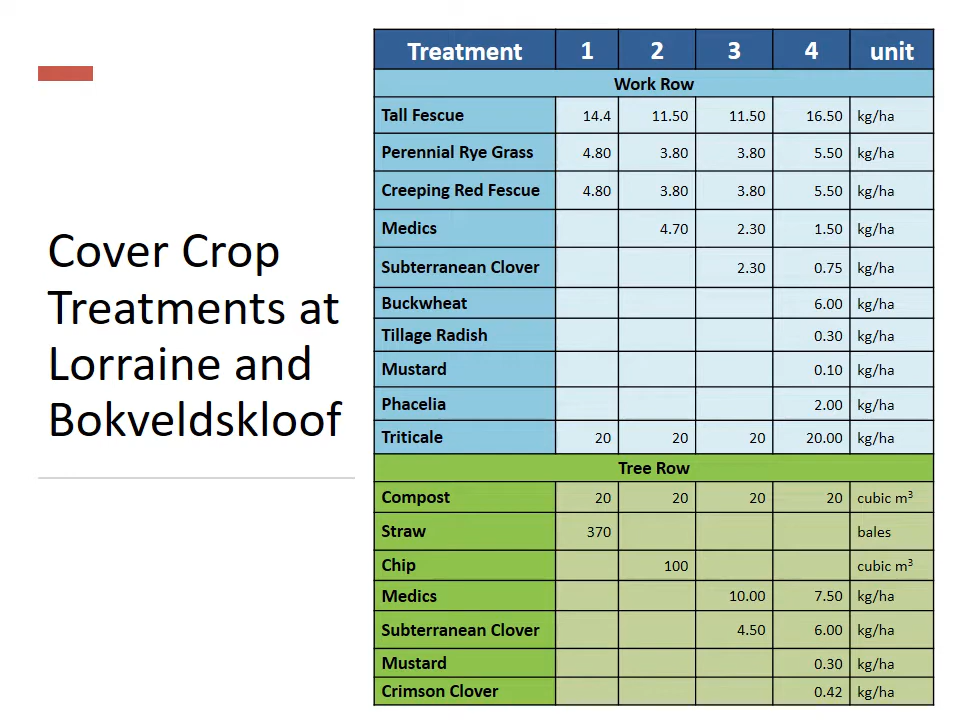 Cover Crop
Treatments at
Lorraine and
Bokveldskloof
Treatment 1 2 3 4 unit
Work Row
Tall Fescue 14.4 11.50 11.50 16.50 kg/ha
Perennial Rye Grass 4.80 3.80 3.80 5.50 kg/ha
Creeping Red Fescue 4.80 3.80 3.80 5.50 kg/ha
Medics 4.70 2.30 1.50 kg/ha
Subterranean Clover 2.30 0.75 kg/ha
Buckwheat 6.00 kg/ha
Tillage Radish 0.30 kg/ha
Mustard 0.10 kg/ha
Phacelia 2.00 kg/ha
Triticale 20 20 20 20.00 kg/ha
Tree Row
Compost 20 20 20 20 cubic m³
Straw 370 bales
Chip 100 cubic m³
Medics 10.00 7.50 kg/ha
Subterranean Clover 4.50 6.00 kg/ha
Mustard 0.30 kg/ha
Crimson Clover 0.42 kg/ha